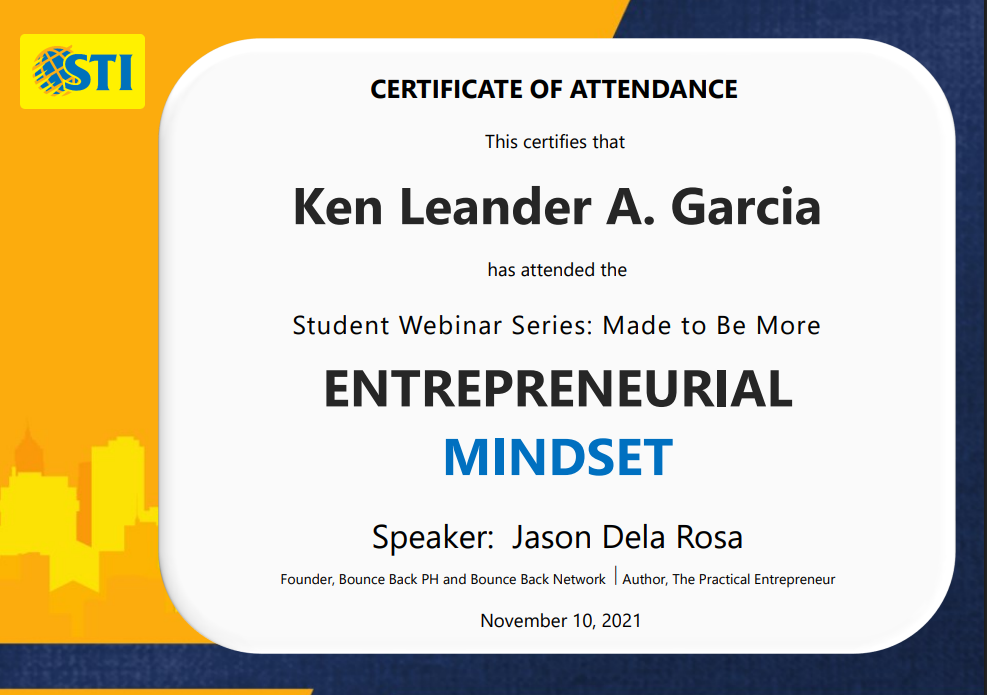 STI
CERTIFICATE OF ATTENDANCE
This certifies that
Ken Leander A. Garcia
has attended the
Student Webinar Series: Made to Be More
ENTREPRENEURIAL
MINDSET
Speaker: Jason Dela Rosa
Founder, Bounce Back PH and Bounce Back Network | Author, The Practical Entrepreneur
November 10, 2021